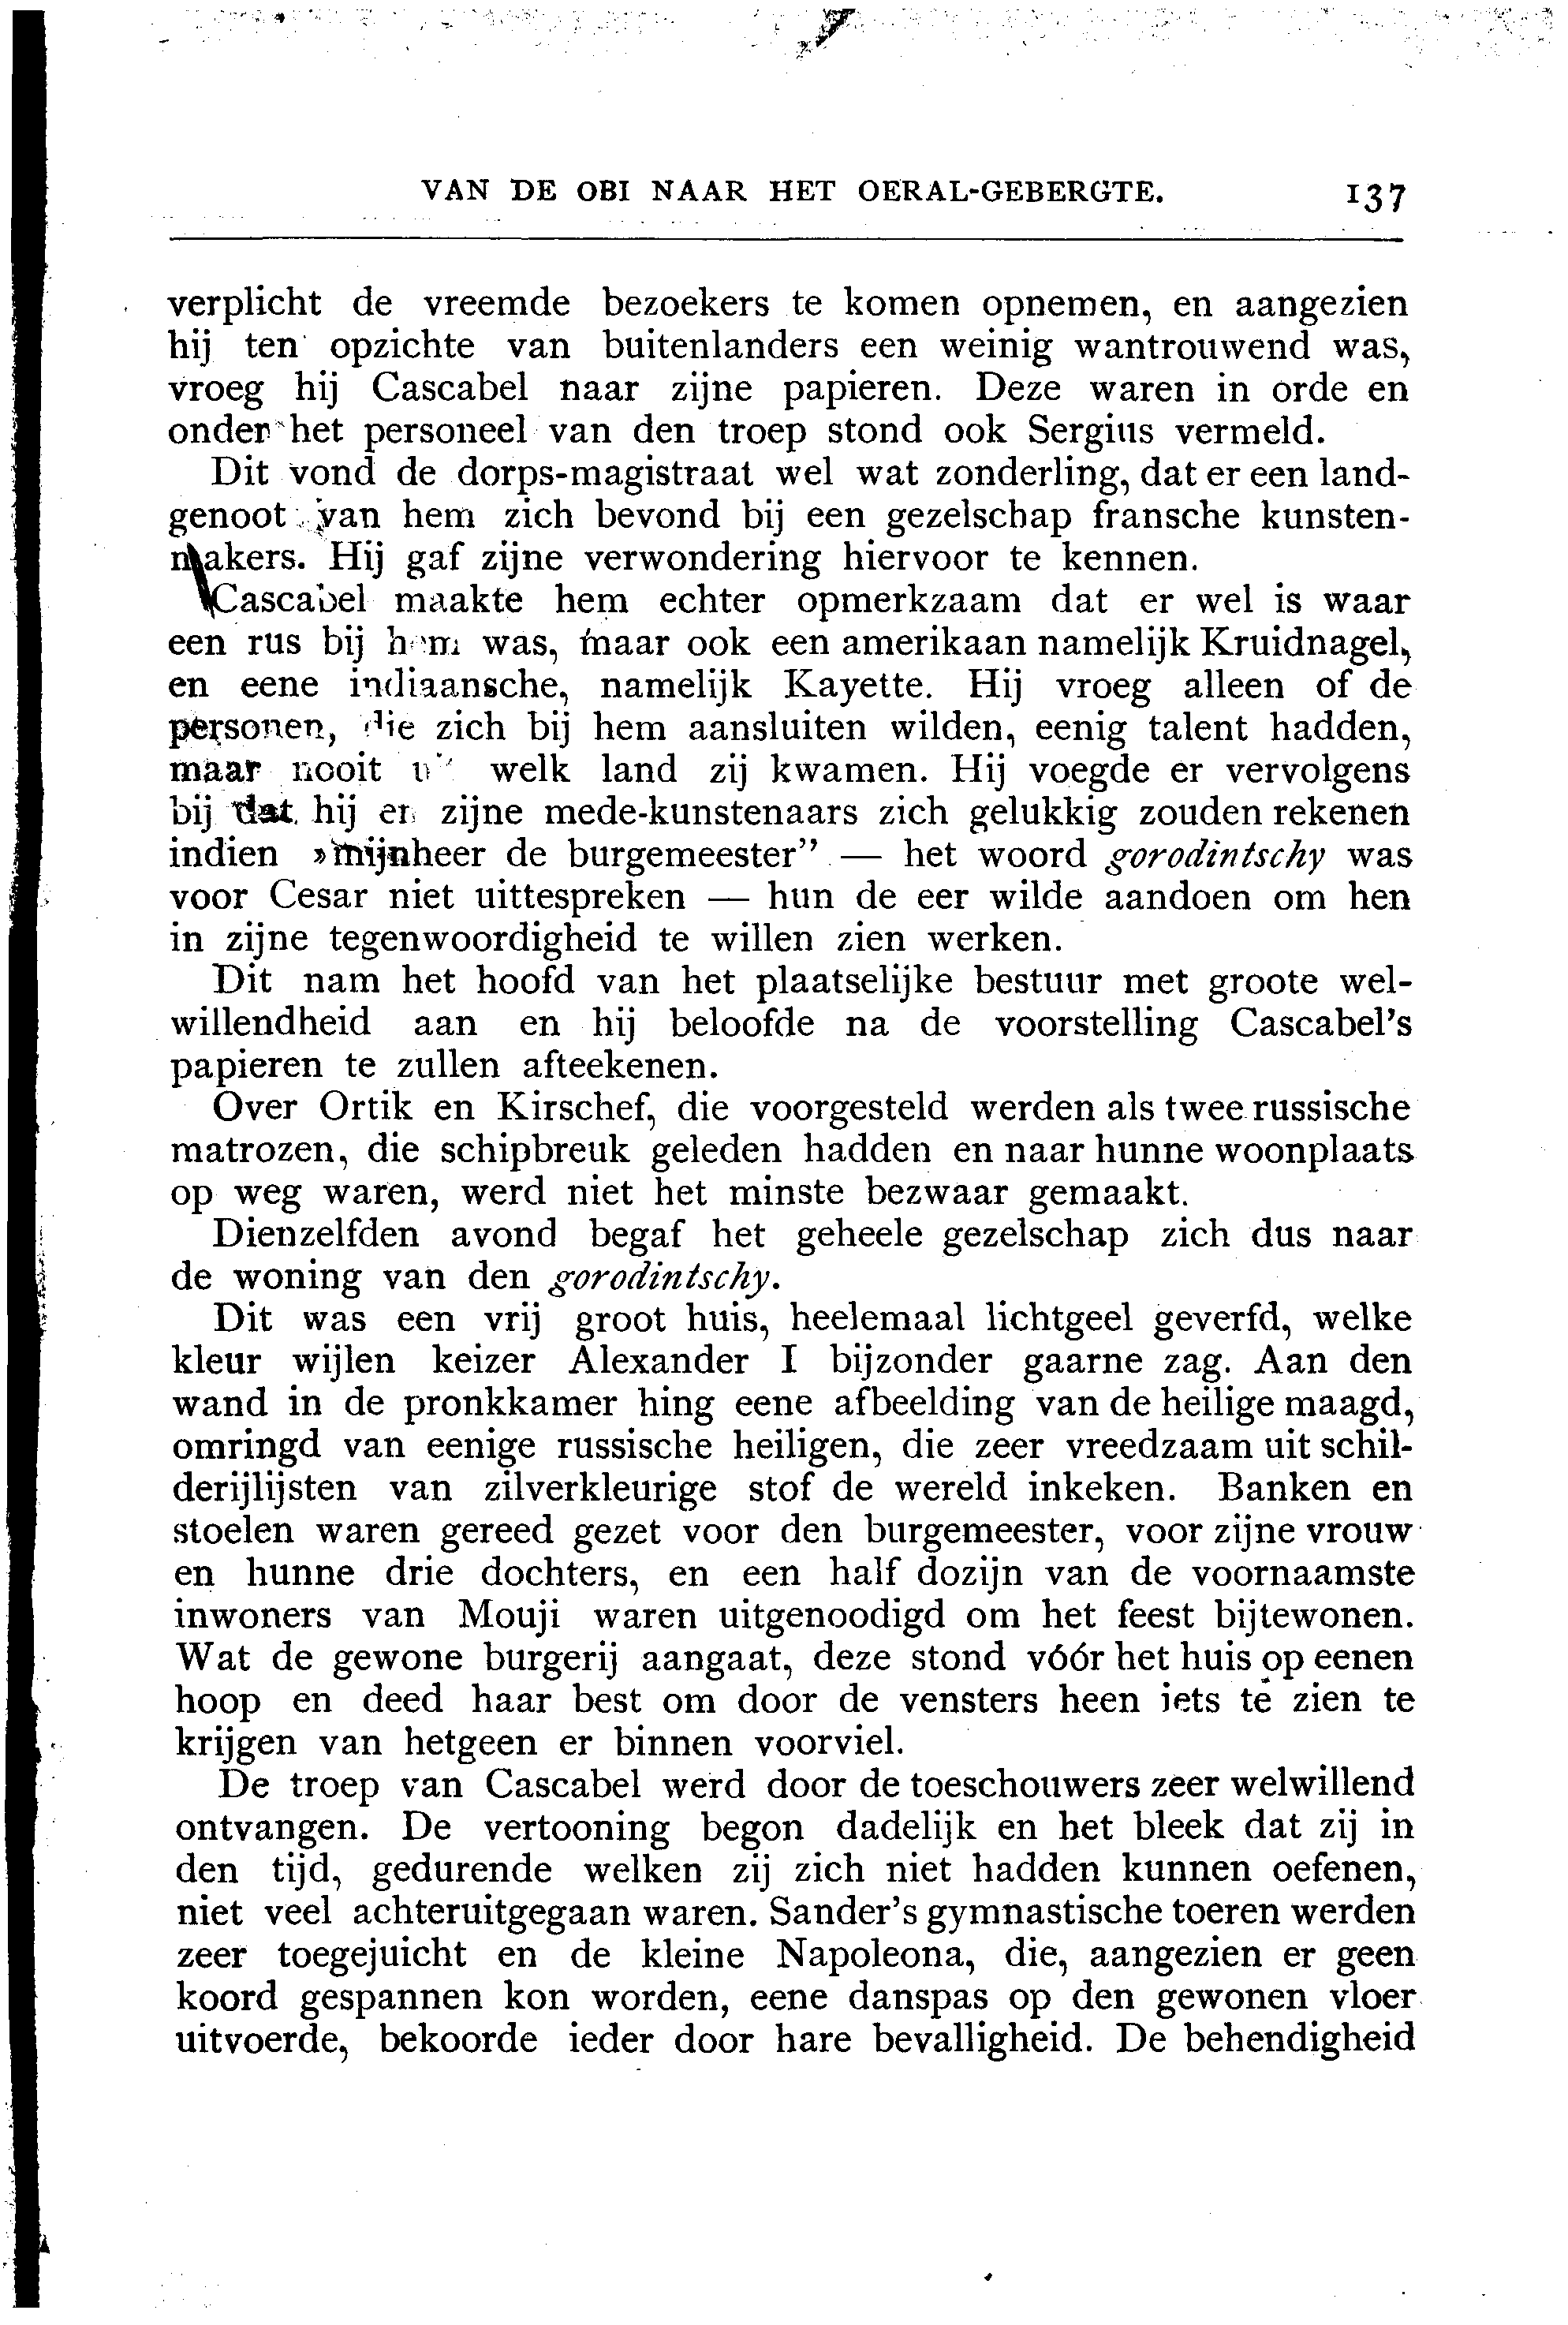 VAN DE OBI NAAR HET OERAL-GEBERGTE. 137
verplicht de vreemde bezoekers te komen opnemen, en aangezien
hij ten opzichte van buitenlanders een weinig wantrouwend was,
vroeg hij Cascabel naar zijne papieren. Deze waren in orde en
onder het personeel van den troep stond ook Sergius vermeld.
Dit vond de dorps-magistraat wel wat zonderling, dat er een land-
genoot van hem zich bevond bij een gezelschap fransche kunsten-
makers. Hij gaf zijne verwondering hiervoor te kennen.
Cascabel maakte hem echter opmerkzaam dat er wel is waar
een rus bij hem was, maar ook een amerikaan namelijk Kruidnagel,
en eene indiaansche, namelijk Kayette. Hij vroeg alleen of de
personen, die zich bij hem aansluiten wilden, eenig talent hadden,
maar nooit welk land zij kwamen. Hij voegde er vervolgens
bij dat hij en zijne mede-kunstenaars zich gelukkig zouden rekenen
indien »mijnheer de burgemeester” — het woord gorodintschy was
voor Cesar niet uittespreken — hun de eer wilde aandoen om hen
in zijne tegenwoordigheid te willen zien werken.
Dit nam het hoofd van het plaatselijke bestuur met groote wel-
willendheid aan en hij beloofde na de voorstelling Cascabel's
papieren te zullen afteekenen.
Over Ortik en Kirschef, die voorgesteld werden als twee russische
matrozen, die schipbreuk geleden hadden en naar hunne woonplaats
op weg waren, werd niet het minste bezwaar gemaakt.
Dienzelfden avond begaf het geheele gezelschap zich dus naar
de woning van den gorodintschy.
Dit was een vrij groot huis, heelemaal lichtgeel geverfd, welke
kleur wijlen keizer Alexander I bijzonder gaarne zag. Aan den
wand in de pronkkamer hing eene afbeelding van de heilige maagd,
omringd van eenige russische heiligen, die zeer vreedzaam uit schil-
derijlijsten van zilverkleurige stof de wereld inkeken. Banken en
stoelen waren gereed gezet voor den burgemeester, voor zijne vrouw
en hunne drie dochters, en een half dozijn van de voornaamste
inwoners van Mouji waren uitgenoodigd om het feest bijtewonen.
Wat de gewone burgerij aangaat, deze stond vóór het huis op eenen
hoop en deed haar best om door de vensters heen iets te zien te
krijgen van hetgeen er binnen voorviel.
De troep van Cascabel werd door de toeschouwers zeer welwillend
ontvangen. De vertooning begon dadelijk en het bleek dat zij in
den tijd, gedurende welken zij zich niet hadden kunnen oefenen,
niet veel achteruitgegaan waren. Sander's gymnastische toeren werden
zeer toegejuicht en de kleine Napoleona, die, aangezien er geen
koord gespannen kon worden, eene danspas op den gewonen vloer
uitvoerde, bekoorde ieder door hare bevalligheid. De behendigheid